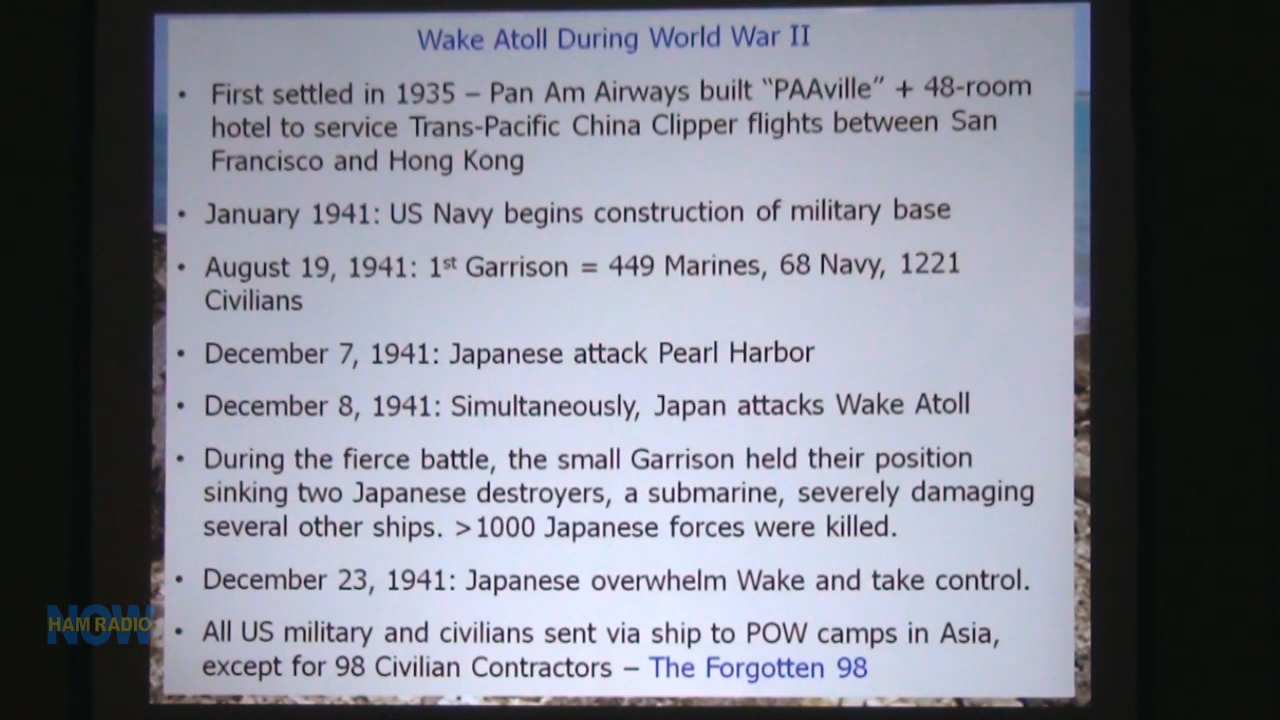 Wake Atoll During World War II
• First settled in 1935 – Pan Am Airways built “PAAville” + 48-room
hotel to service Trans-Pacific China Clipper flights between San
Francisco and Hong Kong
• January 1941: US Navy begins construction of military base
• August 19, 1941: 1st Garrison = 449 Marines, 68 Navy, 1221
Civilians
• December 7, 1941: Japanese attack Pearl Harbor
• December 8, 1941: Simultaneously, Japan attacks Wake Atoll
• During the fierce battle, the small Garrison held their position
sinking two Japanese destroyers, a submarine, severely damaging
several other ships. >1000 Japanese forces were killed.
• December 23, 1941: Japanese overwhelm Wake and take control.
• All US military and civilians sent via ship to POW camps in Asia,
except for 98 Civilian Contractors – The Forgotten 98
HAM RADIO
NOW